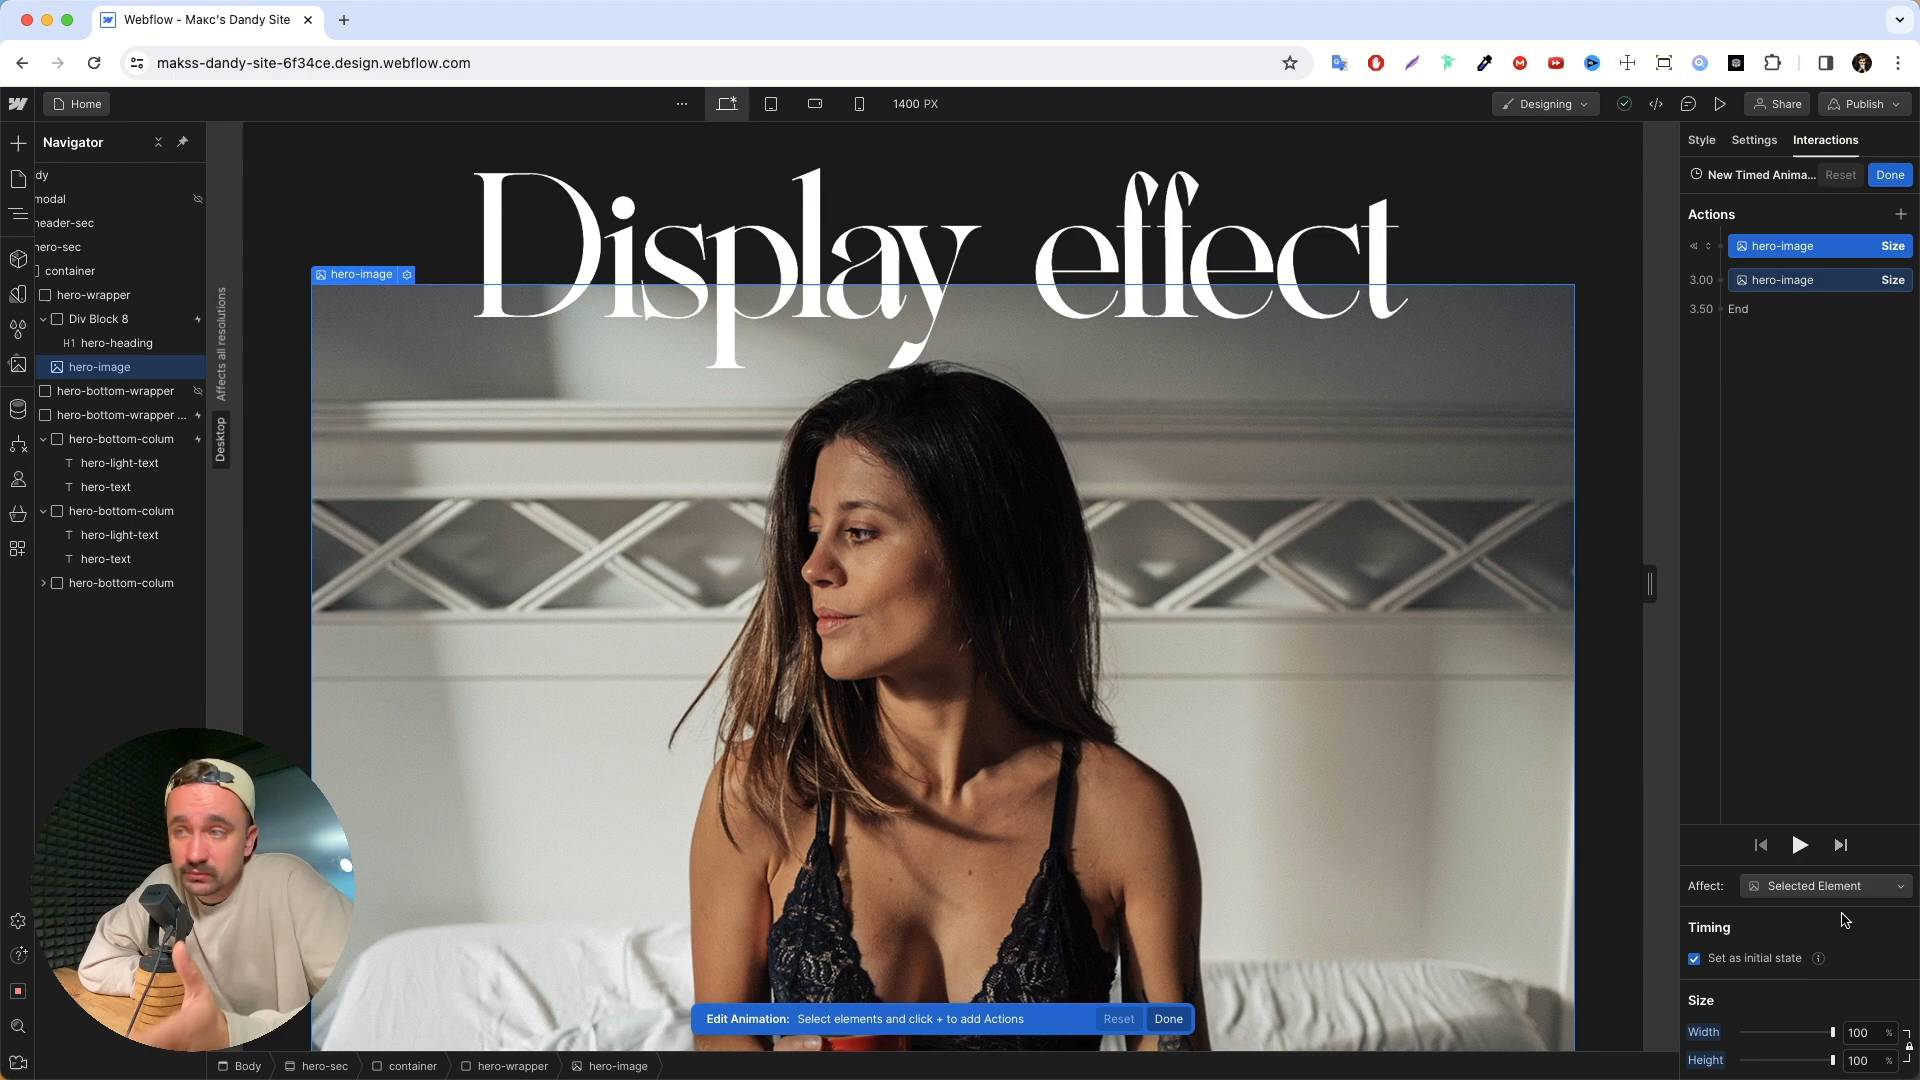 Webflow - Макс's Dandy Site
makss-dandy-site-6f34ce.design.webflow.com
Home
1400 PX
Designing
Share
Publish
Navigator
dy
modal
header-sec
hero-sec
container
hero-wrapper
Div Block 8
H1 hero-heading
hero-image
hero-bottom-wrapper
hero-bottom-wrapper ...
hero-bottom-colum
T hero-light-text
T hero-text
hero-bottom-colum
T hero-light-text
T hero-text
hero-bottom-colum
Affects all resolutions
Desktop
Display effect
hero-image
Edit Animation: Select elements and click + to add Actions
Reset
Done
Body
hero-sec
container
hero-wrapper
hero-image
Style
Settings
Interactions
New Timed Anima...
Reset
Done
Actions
hero-image Size
3.00 hero-image Size
3.50 End
Affect: Selected Element
Timing
Set as initial state
Size
Width 100 %
Height 100 %